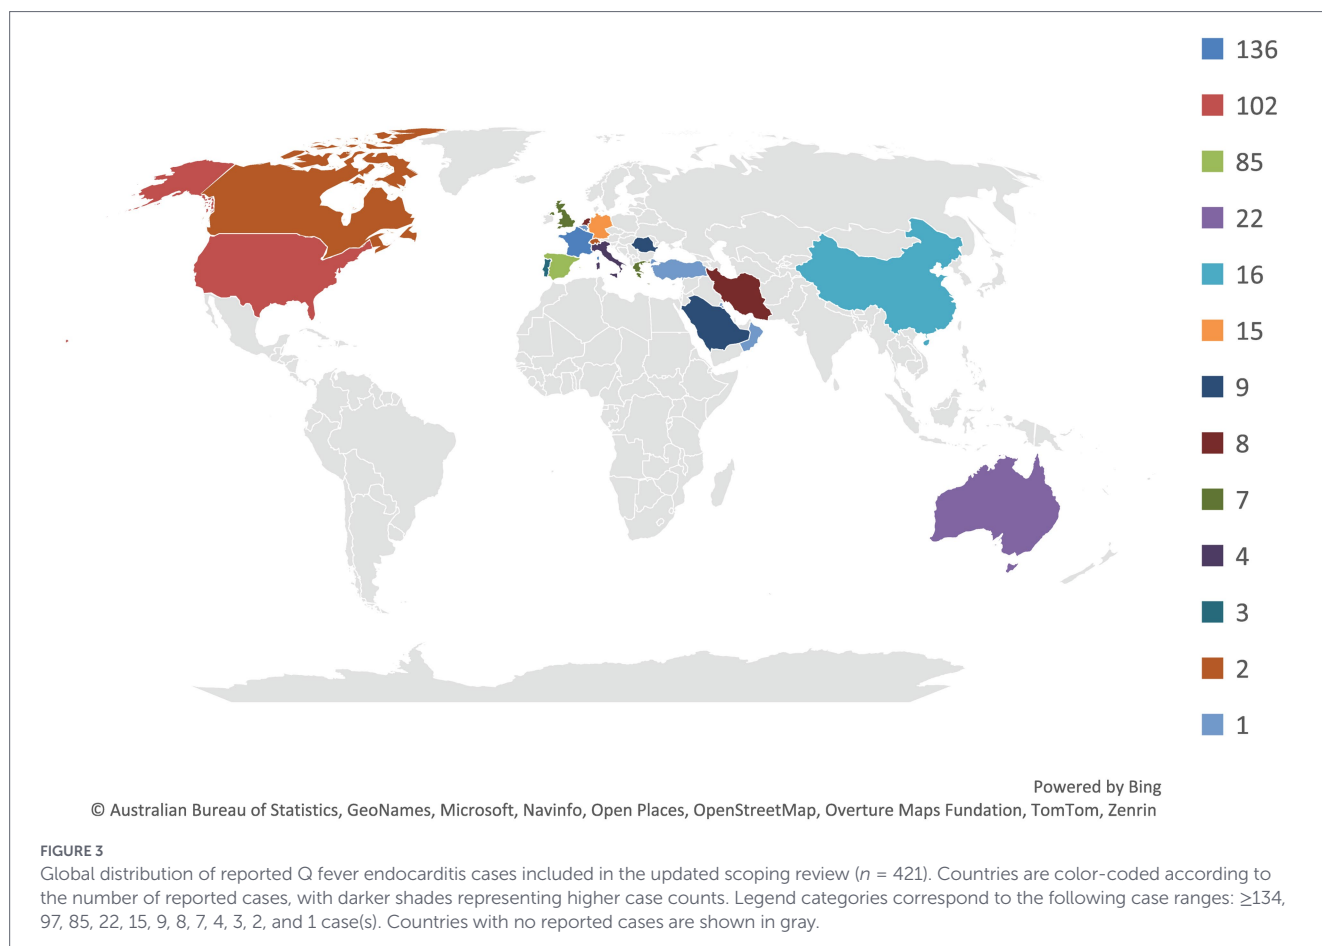 136
102
85
22
16
15
9
8
7
4
3
2
1
Powered by Bing
© Australian Bureau of Statistics, GeoNames, Microsoft, Navinfo, Open Places, OpenStreetMap, Overture Maps Fundation, TomTom, Zenrin
FIGURE 3
Global distribution of reported Q fever endocarditis cases included in the updated scoping review (n = 421). Countries are color-coded according to
the number of reported cases, with darker shades representing higher case counts. Legend categories correspond to the following case ranges: ≥134,
97, 85, 22, 15, 9, 8, 7, 4, 3, 2, and 1 case(s). Countries with no reported cases are shown in gray.